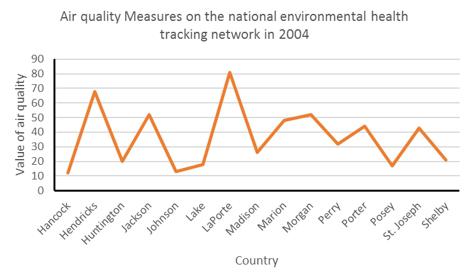 Air quality Measures on the national environmental health
tracking network in 2004
Value of air quality
90
80
70
60
50
40
30
20
10
0
Hancock
Hendricks
Huntington
Jackson
Johnson
Lake
LaPorte
Madison
Marion
Morgan
Perry
Porter
Posey
St. Joseph
Shelby
Country